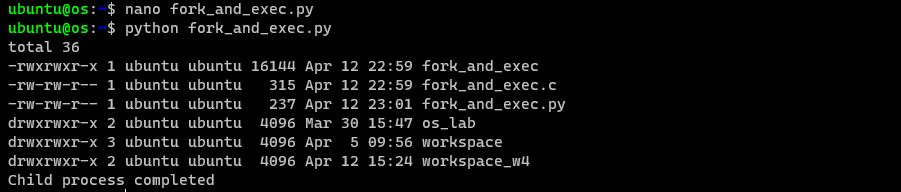 ubuntu@os:~$ nano fork_and_exec.py
ubuntu@os:~$ python fork_and_exec.py
total 36
-rwxrwxr-x 1 ubuntu ubuntu 16144 Apr 12 22:59 fork_and_exec
-rw-rw-r-- 1 ubuntu ubuntu   315 Apr 12 22:59 fork_and_exec.c
-rw-rw-r-- 1 ubuntu ubuntu   237 Apr 12 23:01 fork_and_exec.py
drwxrwxr-x 2 ubuntu ubuntu  4096 Mar 30 15:47 os_lab
drwxrwxr-x 3 ubuntu ubuntu  4096 Apr  5 09:56 workspace
drwxrwxr-x 2 ubuntu ubuntu  4096 Apr 12 15:24 workspace_w4
Child process completed